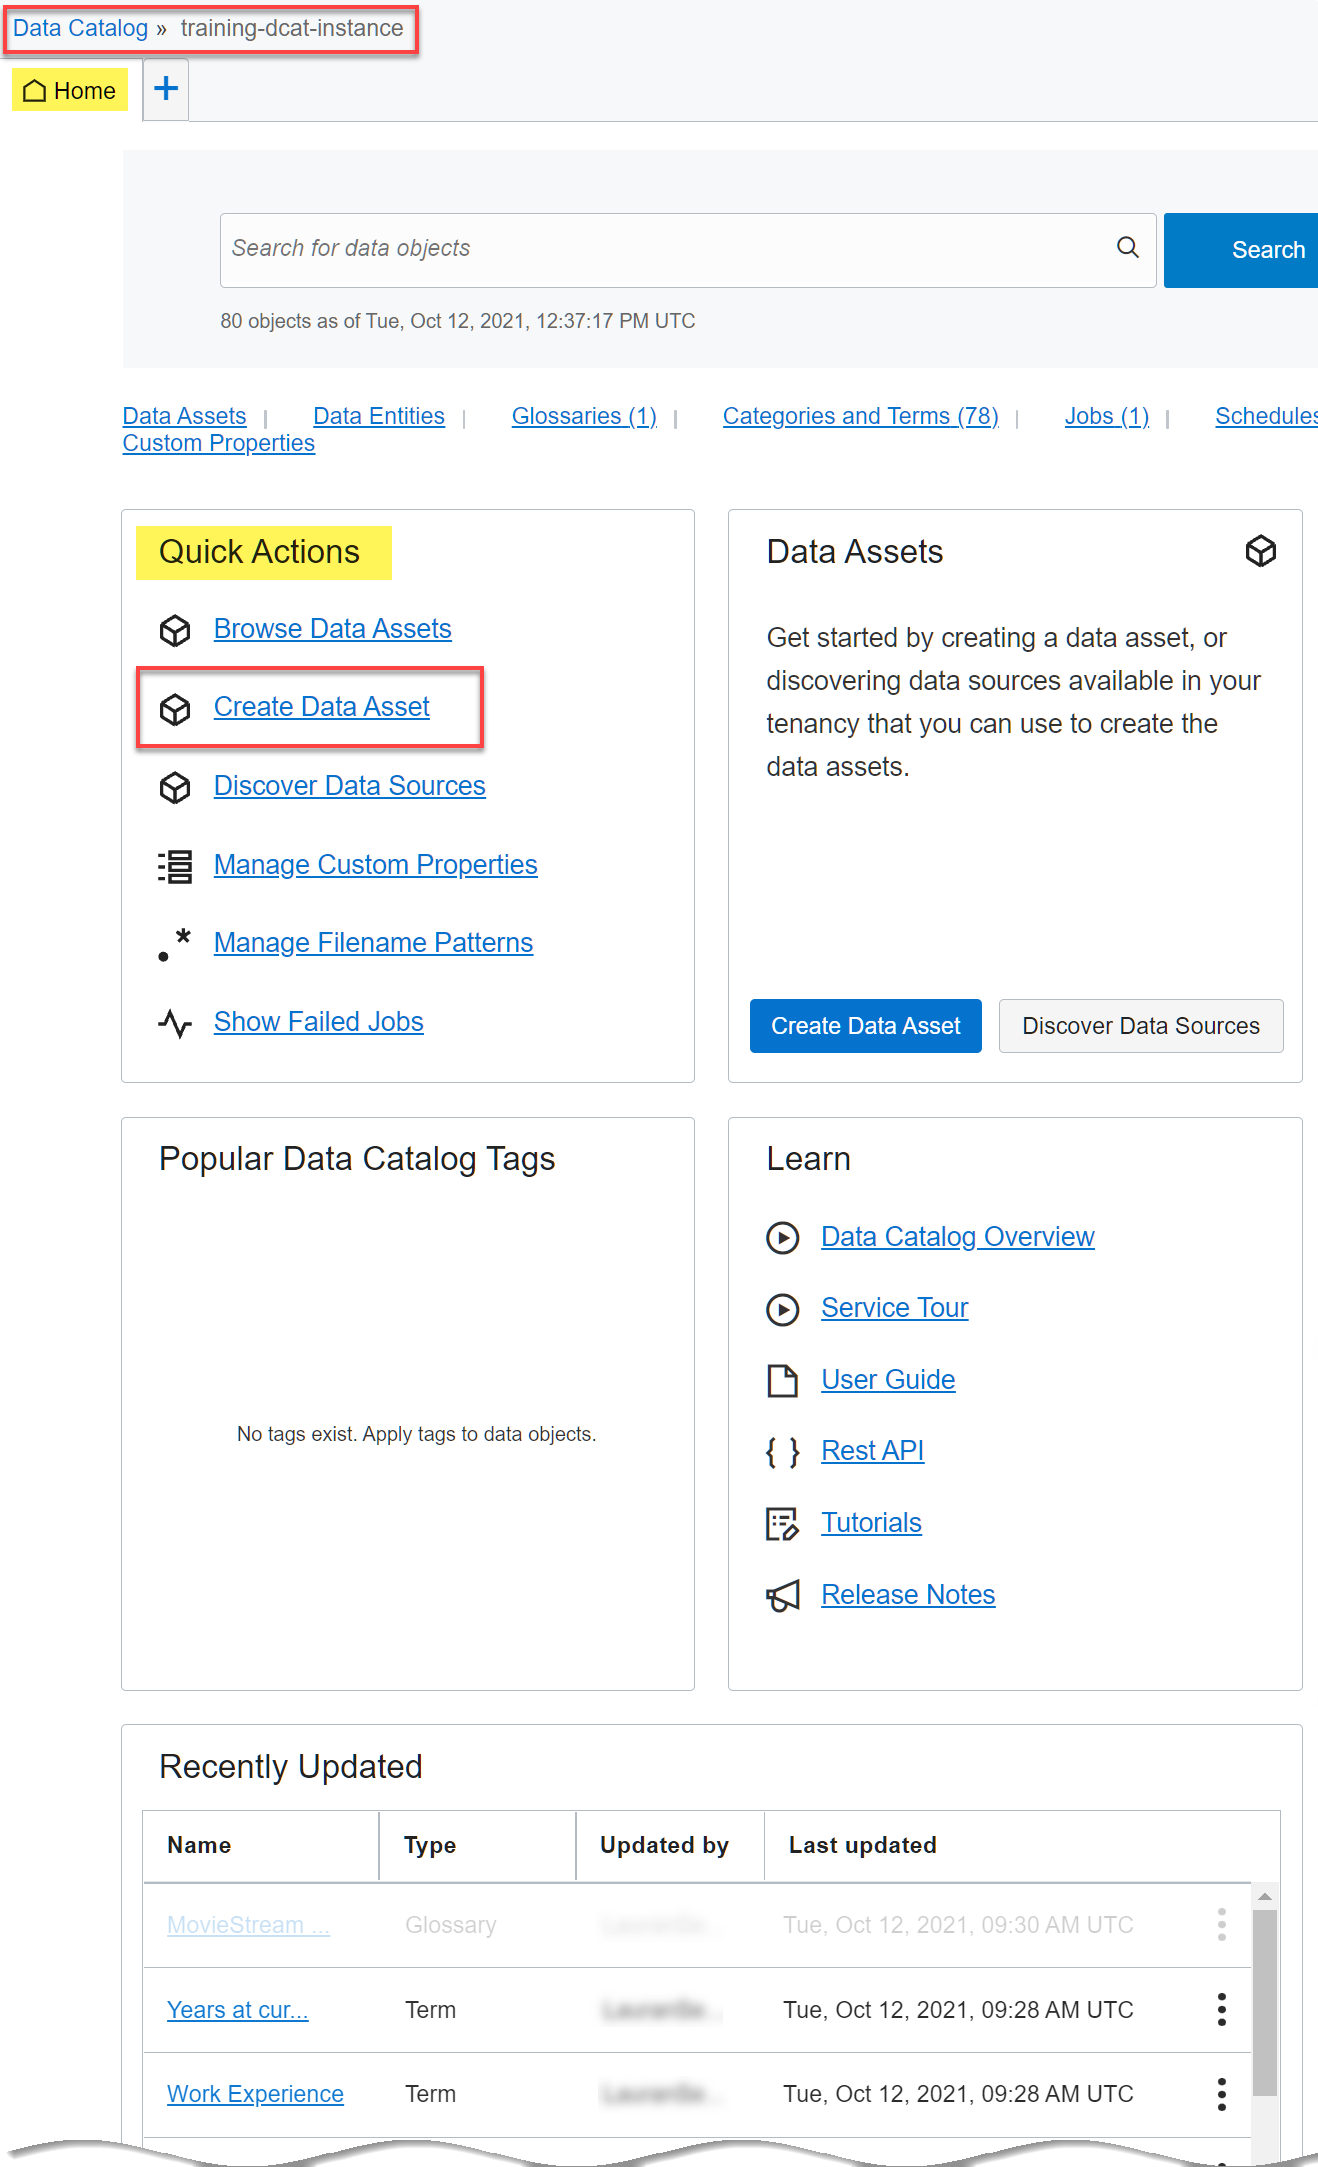 Data Catalog » training-dcat-instance
Home +
Search for data objects
Search
80 objects as of Tue, Oct 12, 2021, 12:37:17 PM UTC
Data Assets | Data Entities | Glossaries (1) | Categories and Terms (78) | Jobs (1) | Schedules
Custom Properties
Quick Actions
Browse Data Assets
Create Data Asset
Discover Data Sources
Manage Custom Properties
Manage Filename Patterns
Show Failed Jobs
Data Assets
Get started by creating a data asset, or
discovering data sources available in your
tenancy that you can use to create the
data assets.
Create Data Asset
Discover Data Sources
Popular Data Catalog Tags
No tags exist. Apply tags to data objects.
Learn
Data Catalog Overview
Service Tour
User Guide
Rest API
Tutorials
Release Notes
Recently Updated
Name Type Updated by Last updated
MovieStream ... Glossary Tue, Oct 12, 2021, 09:30 AM UTC
Years at cur... Term Tue, Oct 12, 2021, 09:28 AM UTC
Work Experience Term Tue, Oct 12, 2021, 09:28 AM UTC